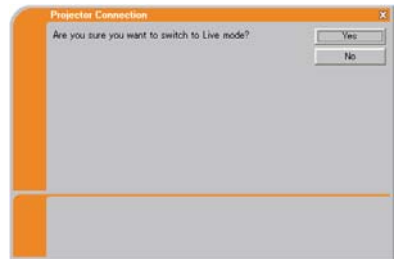 Projector Connection
X
Are you sure you want to switch to Live mode?
Yes
No